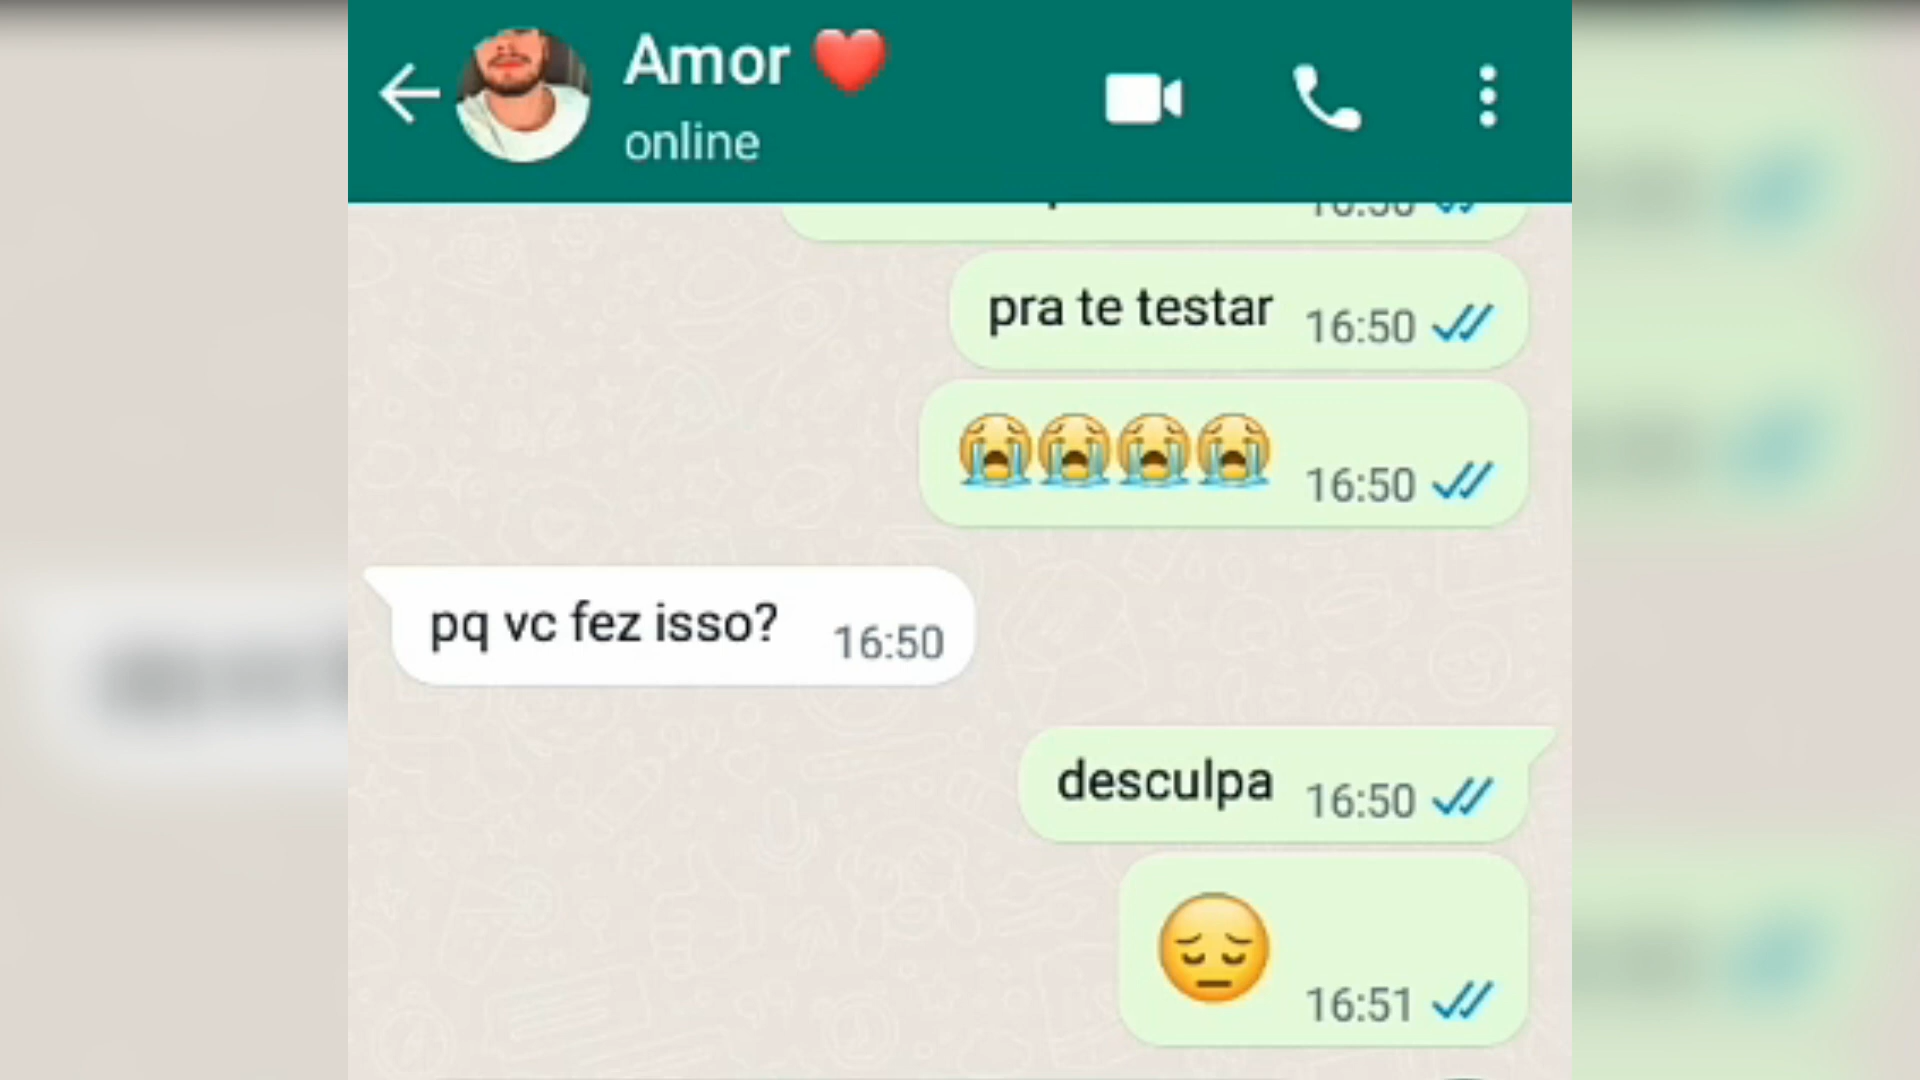 Amor ❤️
online
pra te testar 16:50
😭😭😭😭 16:50
pq vc fez isso? 16:50
desculpa 16:50
😔 16:51